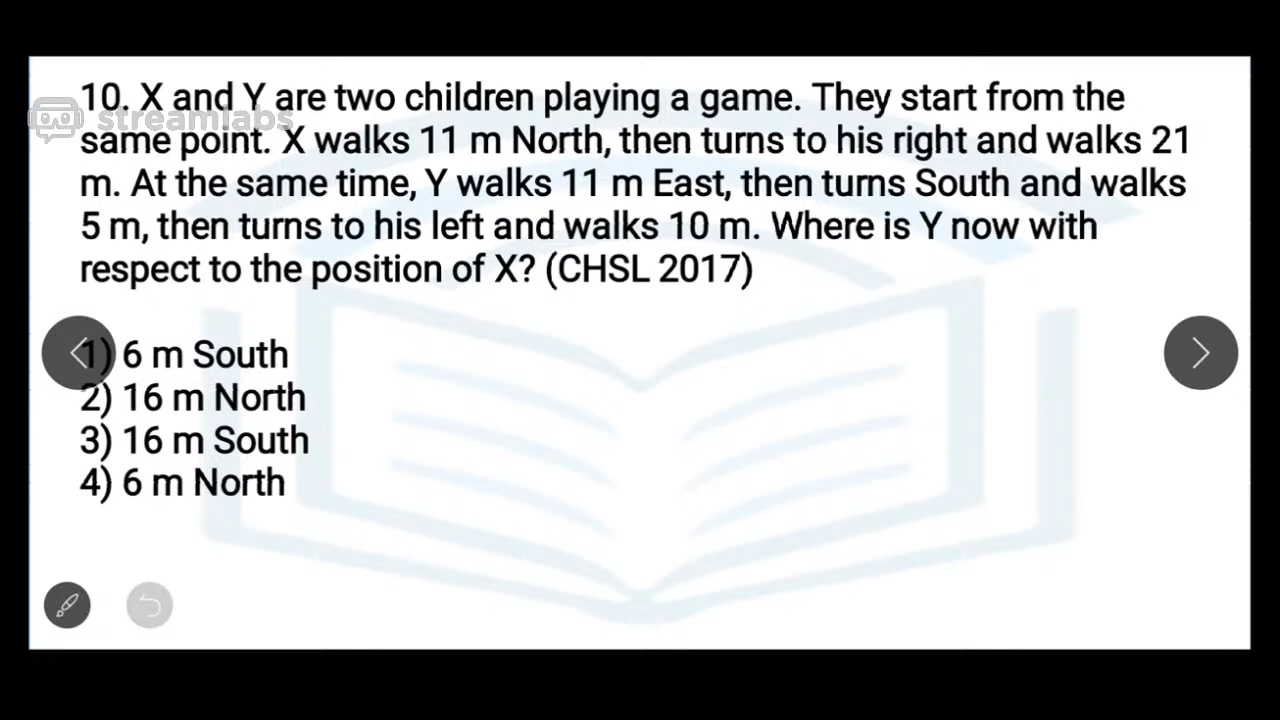 10. X and Y are two children playing a game. They start from the
streamlabs
same point. X walks 11 m North, then turns to his right and walks 21
m. At the same time, Y walks 11 m East, then turns South and walks
5 m, then turns to his left and walks 10 m. Where is Y now with
respect to the position of X? (CHSL 2017)
1) 6 m South
2) 16 m North
3) 16 m South
4) 6 m North